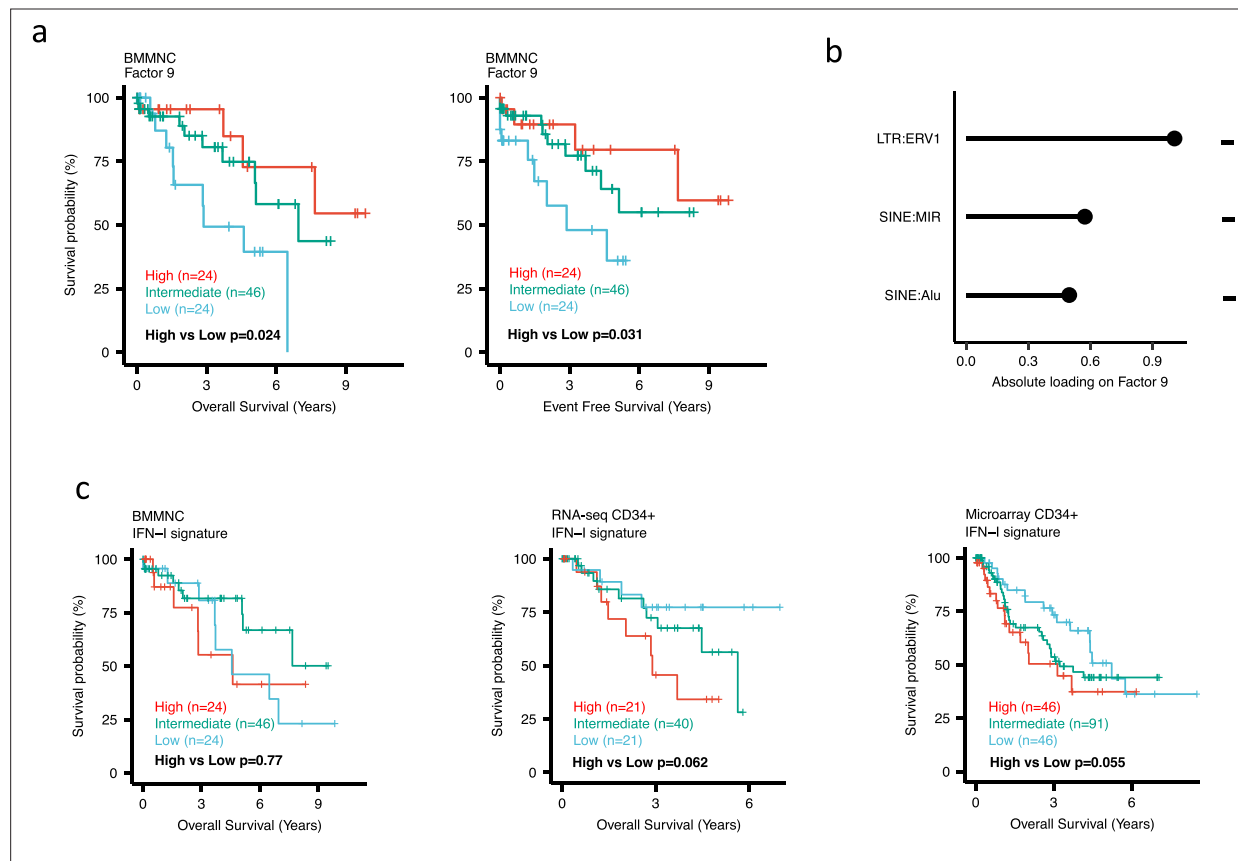 a
BMMNC
Factor 9
Survival probability (%)
100
75
50
25
0
High (n=24)
Intermediate (n=46)
Low (n=24)
High vs Low p=0.024
0 3 6 9
Overall Survival (Years)
BMMNC
Factor 9
Survival probability (%)
100
75
50
25
0
High (n=24)
Intermediate (n=46)
Low (n=24)
High vs Low p=0.031
0 3 6 9
Event Free Survival (Years)
b
LTR:ERV1
SINE:MIR
SINE:Alu
0.0 0.3 0.6 0.9
Absolute loading on Factor 9
c
BMMNC
IFN–I signature
Survival probability (%)
100
75
50
25
0
High (n=24)
Intermediate (n=46)
Low (n=24)
High vs Low p=0.77
0 3 6 9
Overall Survival (Years)
RNA-seq CD34+
IFN–I signature
Survival probability (%)
100
75
50
25
0
High (n=21)
Intermediate (n=40)
Low (n=21)
High vs Low p=0.062
0 3 6
Overall Survival (Years)
Microarray CD34+
IFN–I signature
Survival probability (%)
100
75
50
25
0
High (n=46)
Intermediate (n=91)
Low (n=46)
High vs Low p=0.055
0 3 6
Overall Survival (Years)